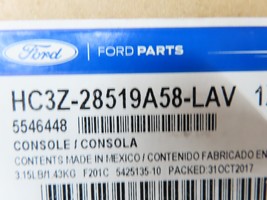 Ford FORD PARTS
HC3Z-28519A58-LAV 1
5546448
CONSOLE / CONSOLA
CONTENTS MADE IN MEXICO / CONTENIDO FABRICADO EN
3.15LB/1.43KG F201C 5425135-10 PACKED:31OCT2017